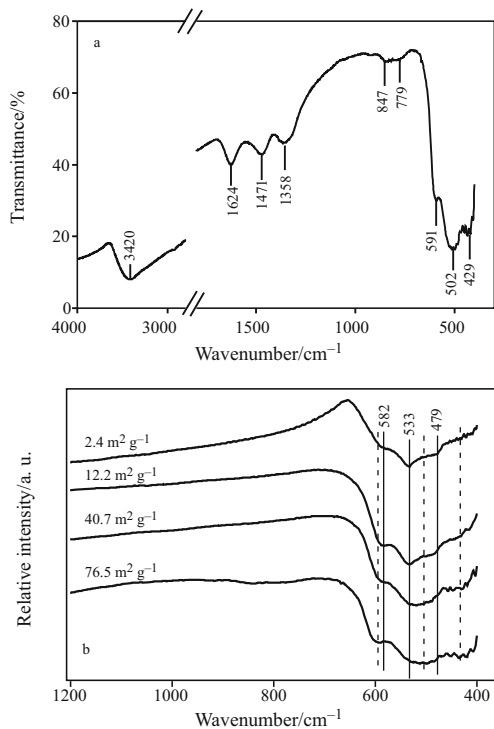 a
Transmittance/%
80
60
40
20
0
3420
1624
1471
1358
847
779
591
502
429
4000 3000 1500 1000 500
Wavenumber/cm⁻¹
582
533
479
2.4 m² g⁻¹
12.2 m² g⁻¹
40.7 m² g⁻¹
76.5 m² g⁻¹
Relative intensity/a. u.
b
1200 1000 800 600 400
Wavenumber/cm⁻¹